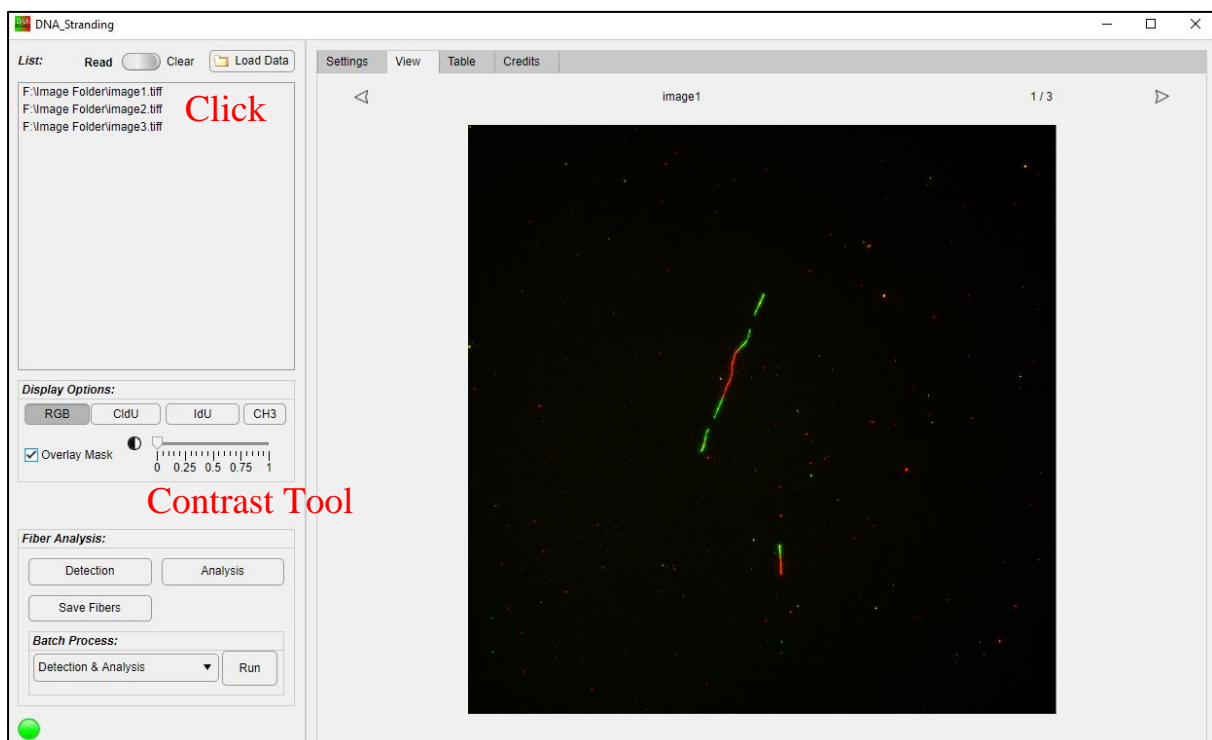 DNA_Stranding
List: Read Clear Load Data
F:\Image Folder\image1.tiff
F:\Image Folder\image2.tiff
F:\Image Folder\image3.tiff
Click
Display Options:
RGB CldU IdU CH3
Overlay Mask
0 0.25 0.5 0.75 1
Contrast Tool
Fiber Analysis:
Detection Analysis
Save Fibers
Batch Process:
Detection & Analysis Run
Settings View Table Credits
image1 1 / 3